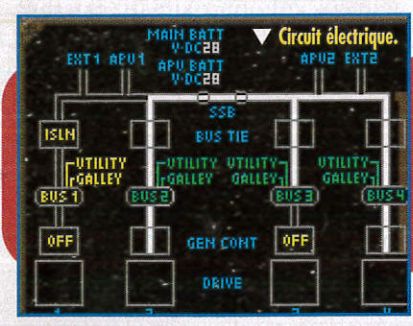 ▼ Circuit électrique.
MAIN BATT
V-DC28
EXT1 APU1
APU BATT
V-DC28
APU2 EXT2
SSB
ISLN
BUS TIE
UTILITY UTILITY UTILITY UTILITY
GALLEY GALLEY GALLEY GALLEY
BUS 1 BUS 2 BUS 3 BUS 4
OFF GEN CONT OFF
DRIVE